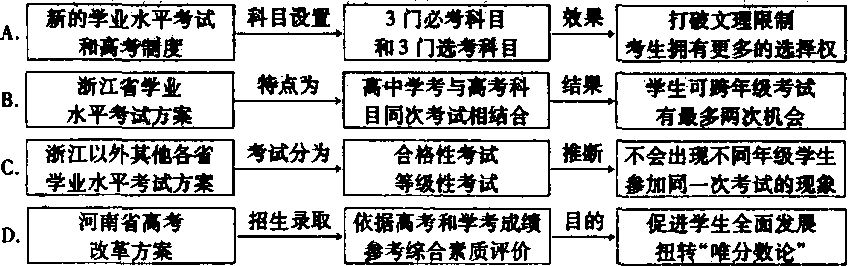 A. 新的学业水平考试和高考制度 科目设置 3门必考科目和3门选考科目 效果 打破文理限制考生拥有更多的选择权
B. 浙江省学业水平考试方案 特点为 高中学考与高考科目同次考试相结合 结果 学生可跨年级考试有最多两次机会
C. 浙江以外其他各省学业水平考试方案 考试分为 合格性考试等级性考试 推断 不会出现不同年级学生参加同一次考试的现象
D. 河南省高考改革方案 招生录取 依据高考和学考成绩参考综合素质评价 目的 促进学生全面发展扭转“唯分数论”